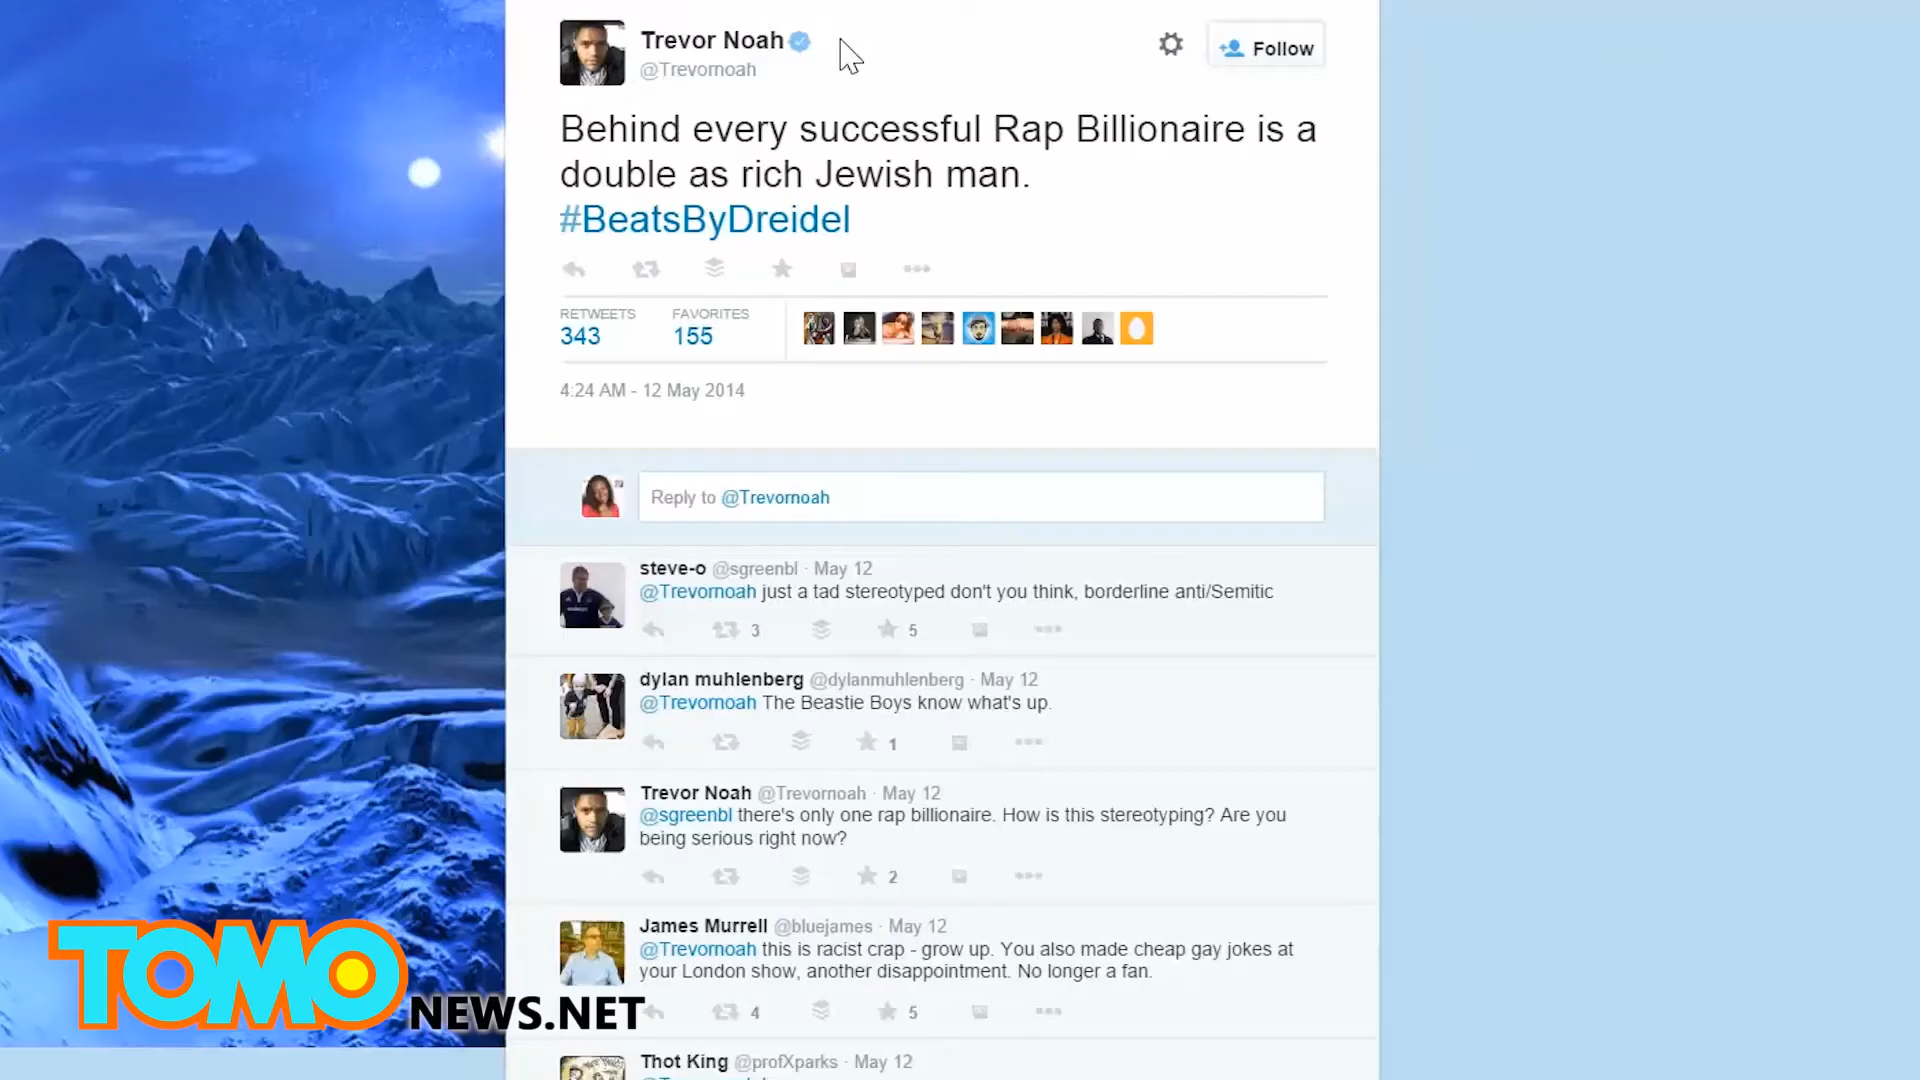 Trevor Noah
@Trevornoah
Follow
Behind every successful Rap Billionaire is a
double as rich Jewish man.
#BeatsByDreidel
RETWEETS
343
FAVORITES
155
4:24 AM - 12 May 2014
Reply to @Trevornoah
steve-o @sgreenbl · May 12
@Trevornoah just a tad stereotyped don't you think, borderline anti/Semitic
3
5
dylan muhlenberg @dylanmuhlenberg · May 12
@Trevornoah The Beastie Boys know what's up.
1
Trevor Noah @Trevornoah · May 12
@sgreenbl there's only one rap billionaire. How is this stereotyping? Are you
being serious right now?
2
James Murrell @bluejames · May 12
@Trevornoah this is racist crap - grow up. You also made cheap gay jokes at
your London show, another disappointment. No longer a fan.
4
5
TOMO
NEWS.NET
Thot King @profXparks · May 12